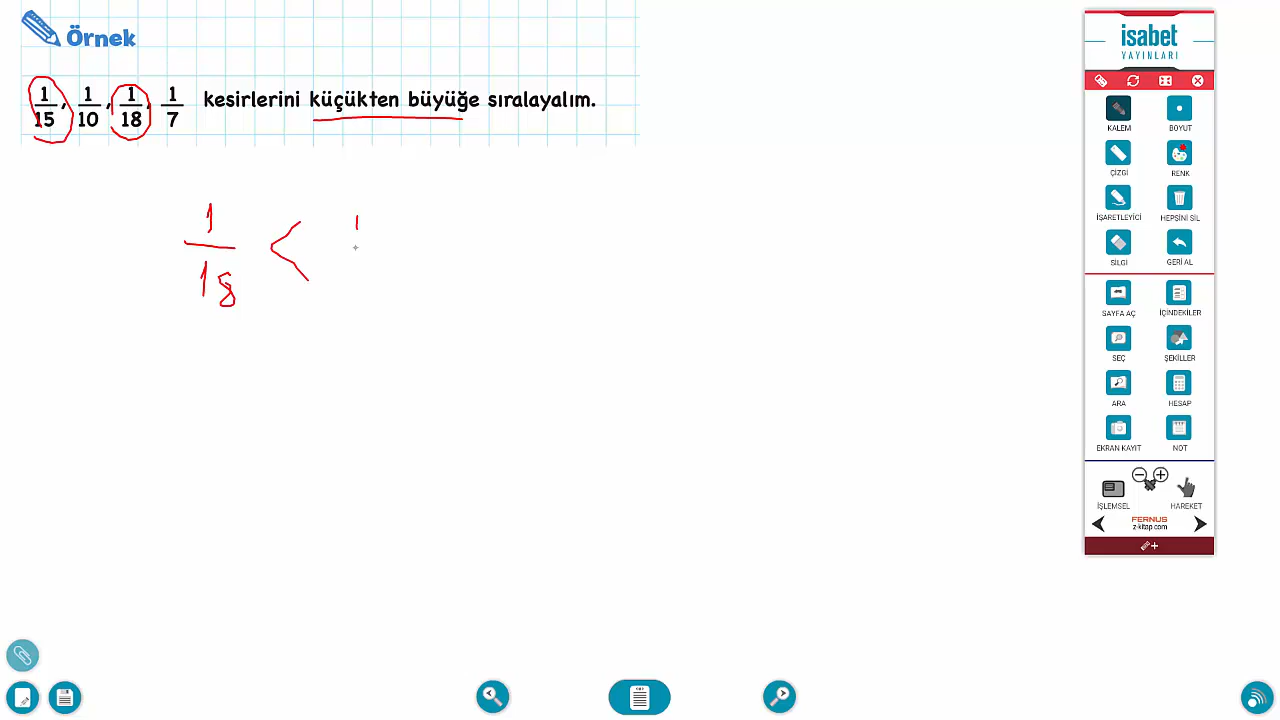 Örnek
1/15, 1/10, 1/18, 1/7 kesirlerini küçükten büyüğe sıralayalım.
1/18 <
isabet
YAYINLARI
KALEM BOYUT
ÇİZGİ RENK
İŞARETLEYİCİ HEPSİNİ SİL
SİLGİ GERİ AL
SAYFA AÇ İÇİNDEKİLER
SEÇ ŞEKİLLER
ARA HESAP
EKRAN KAYIT NOT
İŞLEMSEL HAREKET
FERNUS
z-kitap.com